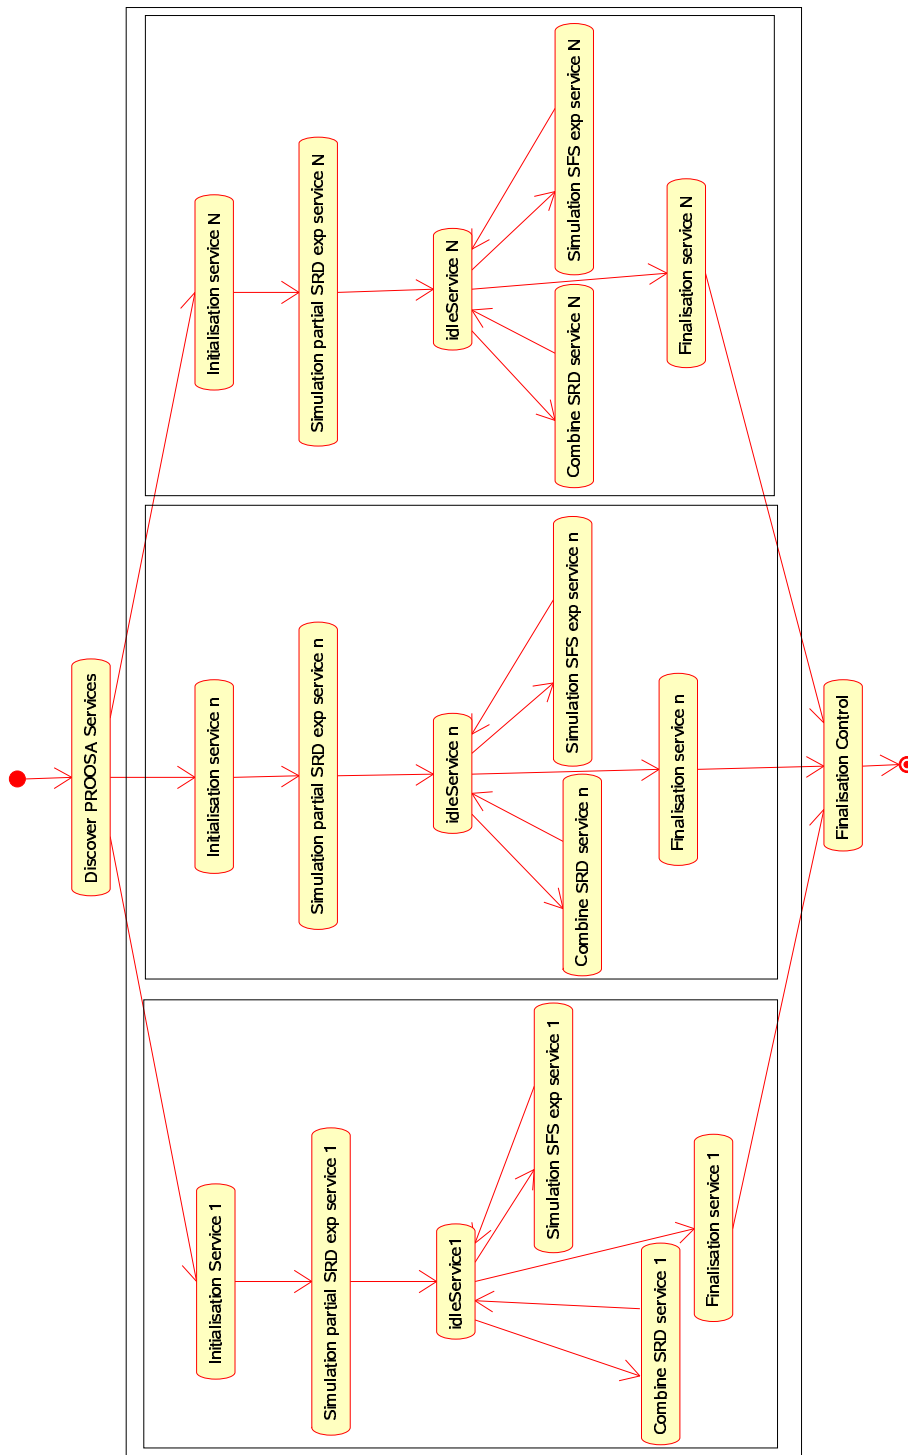 Discover PROOSA Services
Initialisation Service 1
Simulation partial SRD exp service 1
idleService1
Simulation SFS exp service 1
Combine SRD service 1
Finalisation service 1
Initialisation service n
Simulation partial SRD exp service n
idleService n
Simulation SFS exp service n
Combine SRD service n
Finalisation service n
Initialisation service N
Simulation partial SRD exp service N
idleService N
Simulation SFS exp service N
Combine SRD service N
Finalisation service N
Finalisation Control